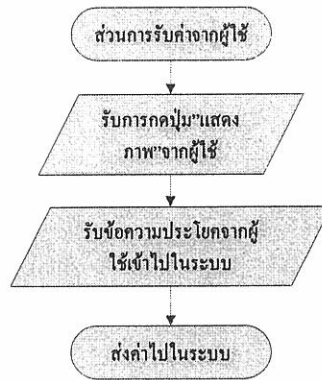 ส่วนการรับค่าจากผู้ใช้
รับการกดปุ่ม"แสดง
ภาพ"จากผู้ใช้
รับข้อความประโยคจากผู้
ใช้เข้าไปในระบบ
ส่งค่าไปในระบบ